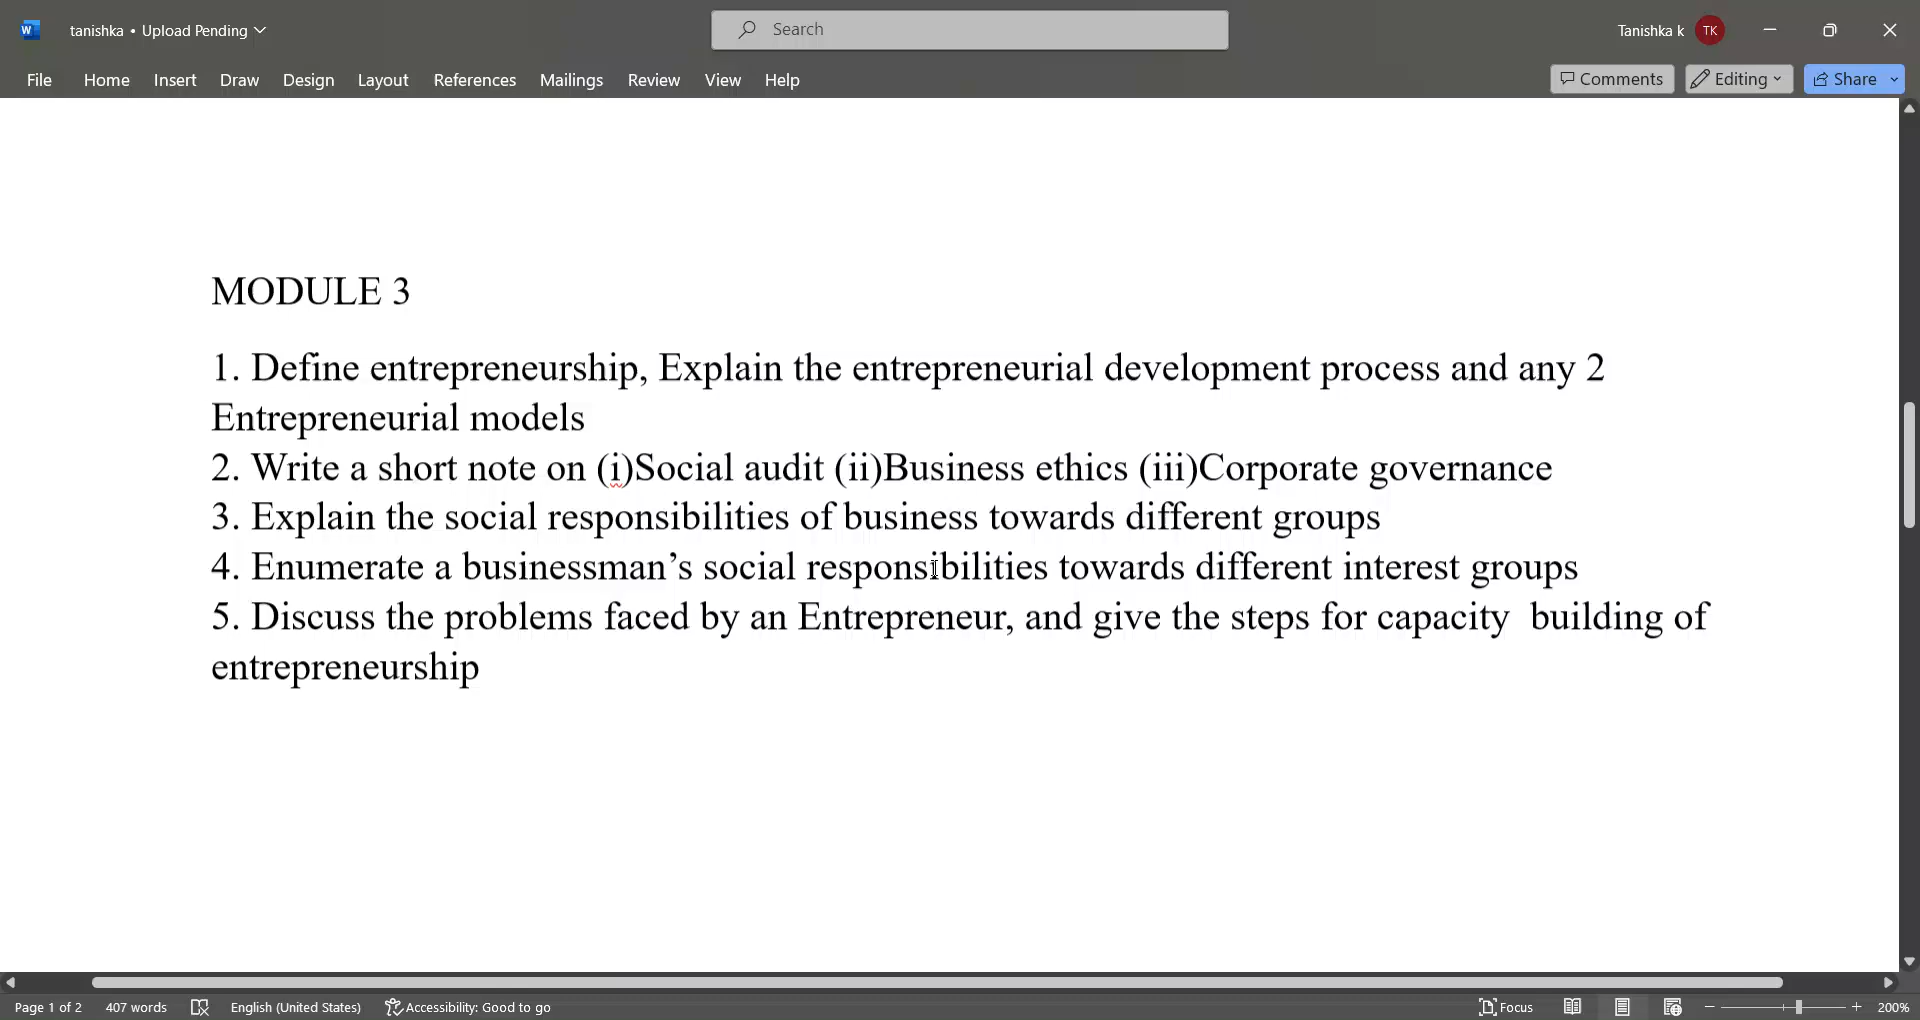 tanishka • Upload Pending
Search
Tanishka k TK
File Home Insert Draw Design Layout References Mailings Review View Help
Comments Editing Share
MODULE 3
1. Define entrepreneurship, Explain the entrepreneurial development process and any 2
Entrepreneurial models
2. Write a short note on (i)Social audit (ii)Business ethics (iii)Corporate governance
3. Explain the social responsibilities of business towards different groups
4. Enumerate a businessman’s social responsibilities towards different interest groups
5. Discuss the problems faced by an Entrepreneur, and give the steps for capacity  building of
entrepreneurship
Page 1 of 2 407 words English (United States) Accessibility: Good to go Focus 200%